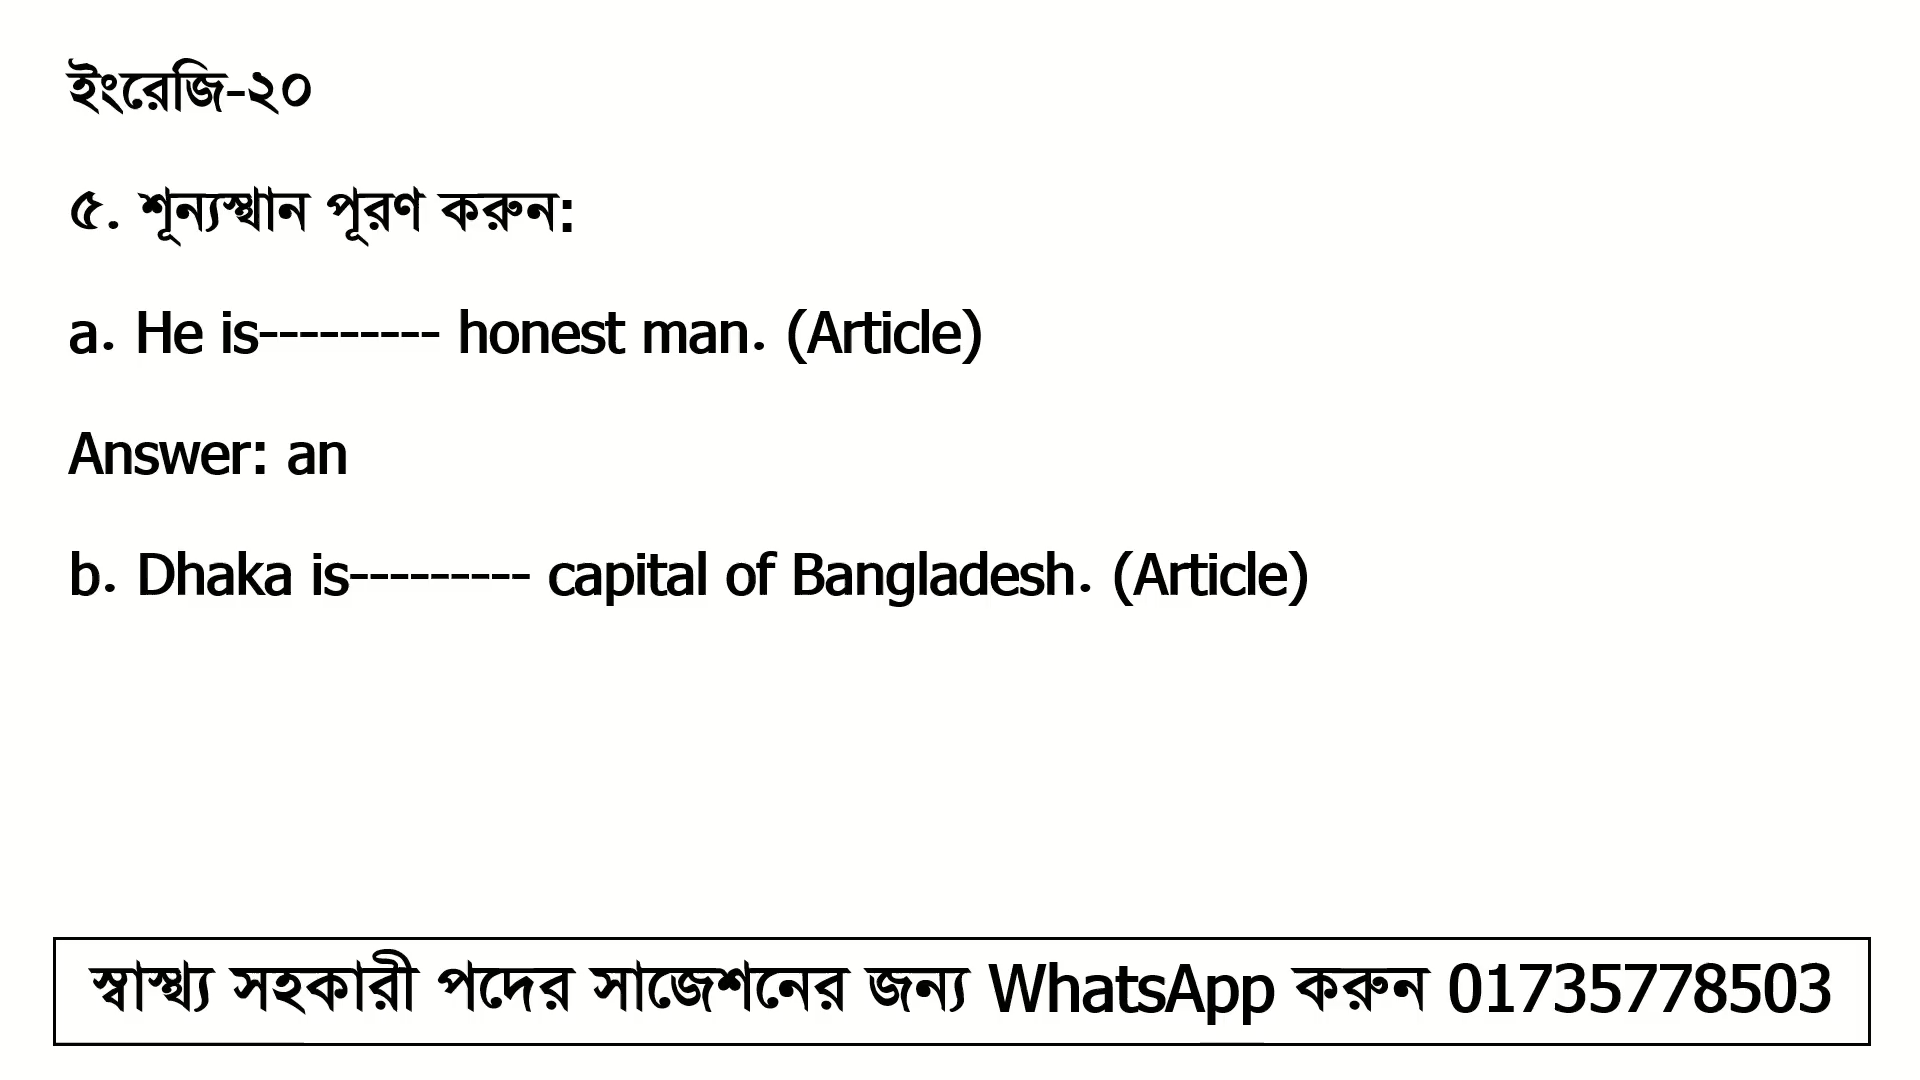 ইংরেজি-২০
৫. শূন্যস্থান পূরণ করুন:
a. He is--------- honest man. (Article)
Answer: an
b. Dhaka is--------- capital of Bangladesh. (Article)
স্বাস্থ্য সহকারী পদের সাজেশনের জন্য WhatsApp করুন 01735778503